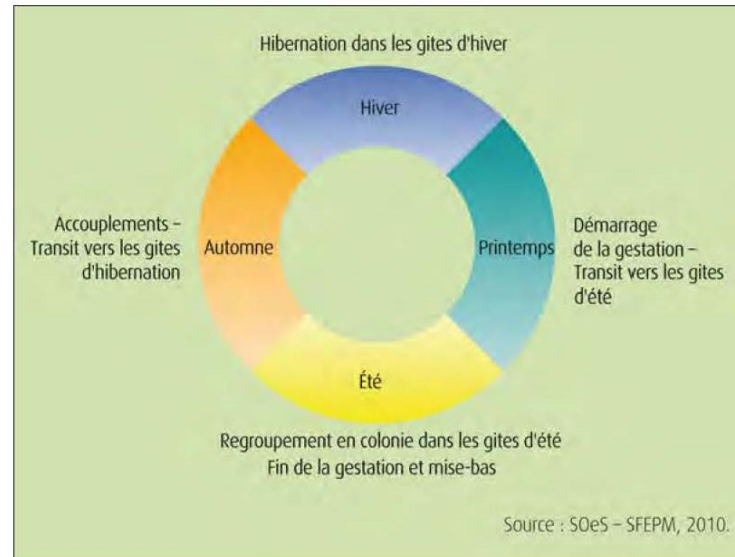 Hibernation dans les gites d'hiver
Hiver
Accouplements –
Transit vers les gites
d'hibernation
Automne
Printemps
Démarrage
de la gestation –
Transit vers les gites
d'été
Été
Regroupement en colonie dans les gites d'été
Fin de la gestation et mise-bas
Source : SOeS – SFEPM, 2010.